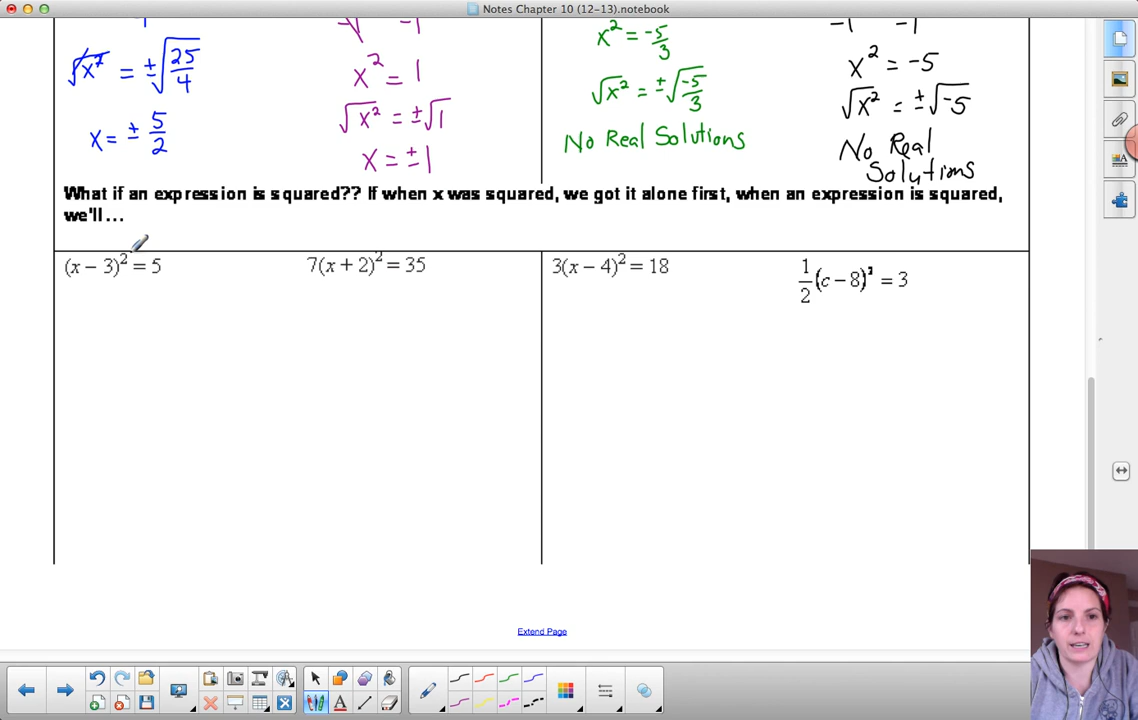 Notes Chapter 10 (12-13).notebook
√x² = ±√25/4
x = ± 5/2
x² = 1
√x² = ±√1
x = ±1
x² = -5/3
√x² = ±√-5/3
No Real Solutions
-1 -1
x² = -5
√x² = ±√-5
No Real
Solutions
What if an expression is squared?? If when x was squared, we got it alone first, when an expression is squared,
we'll...
(x − 3)² = 5
7(x + 2)² = 35
3(x − 4)² = 18
1/2 (c − 8)² = 3
Extend Page